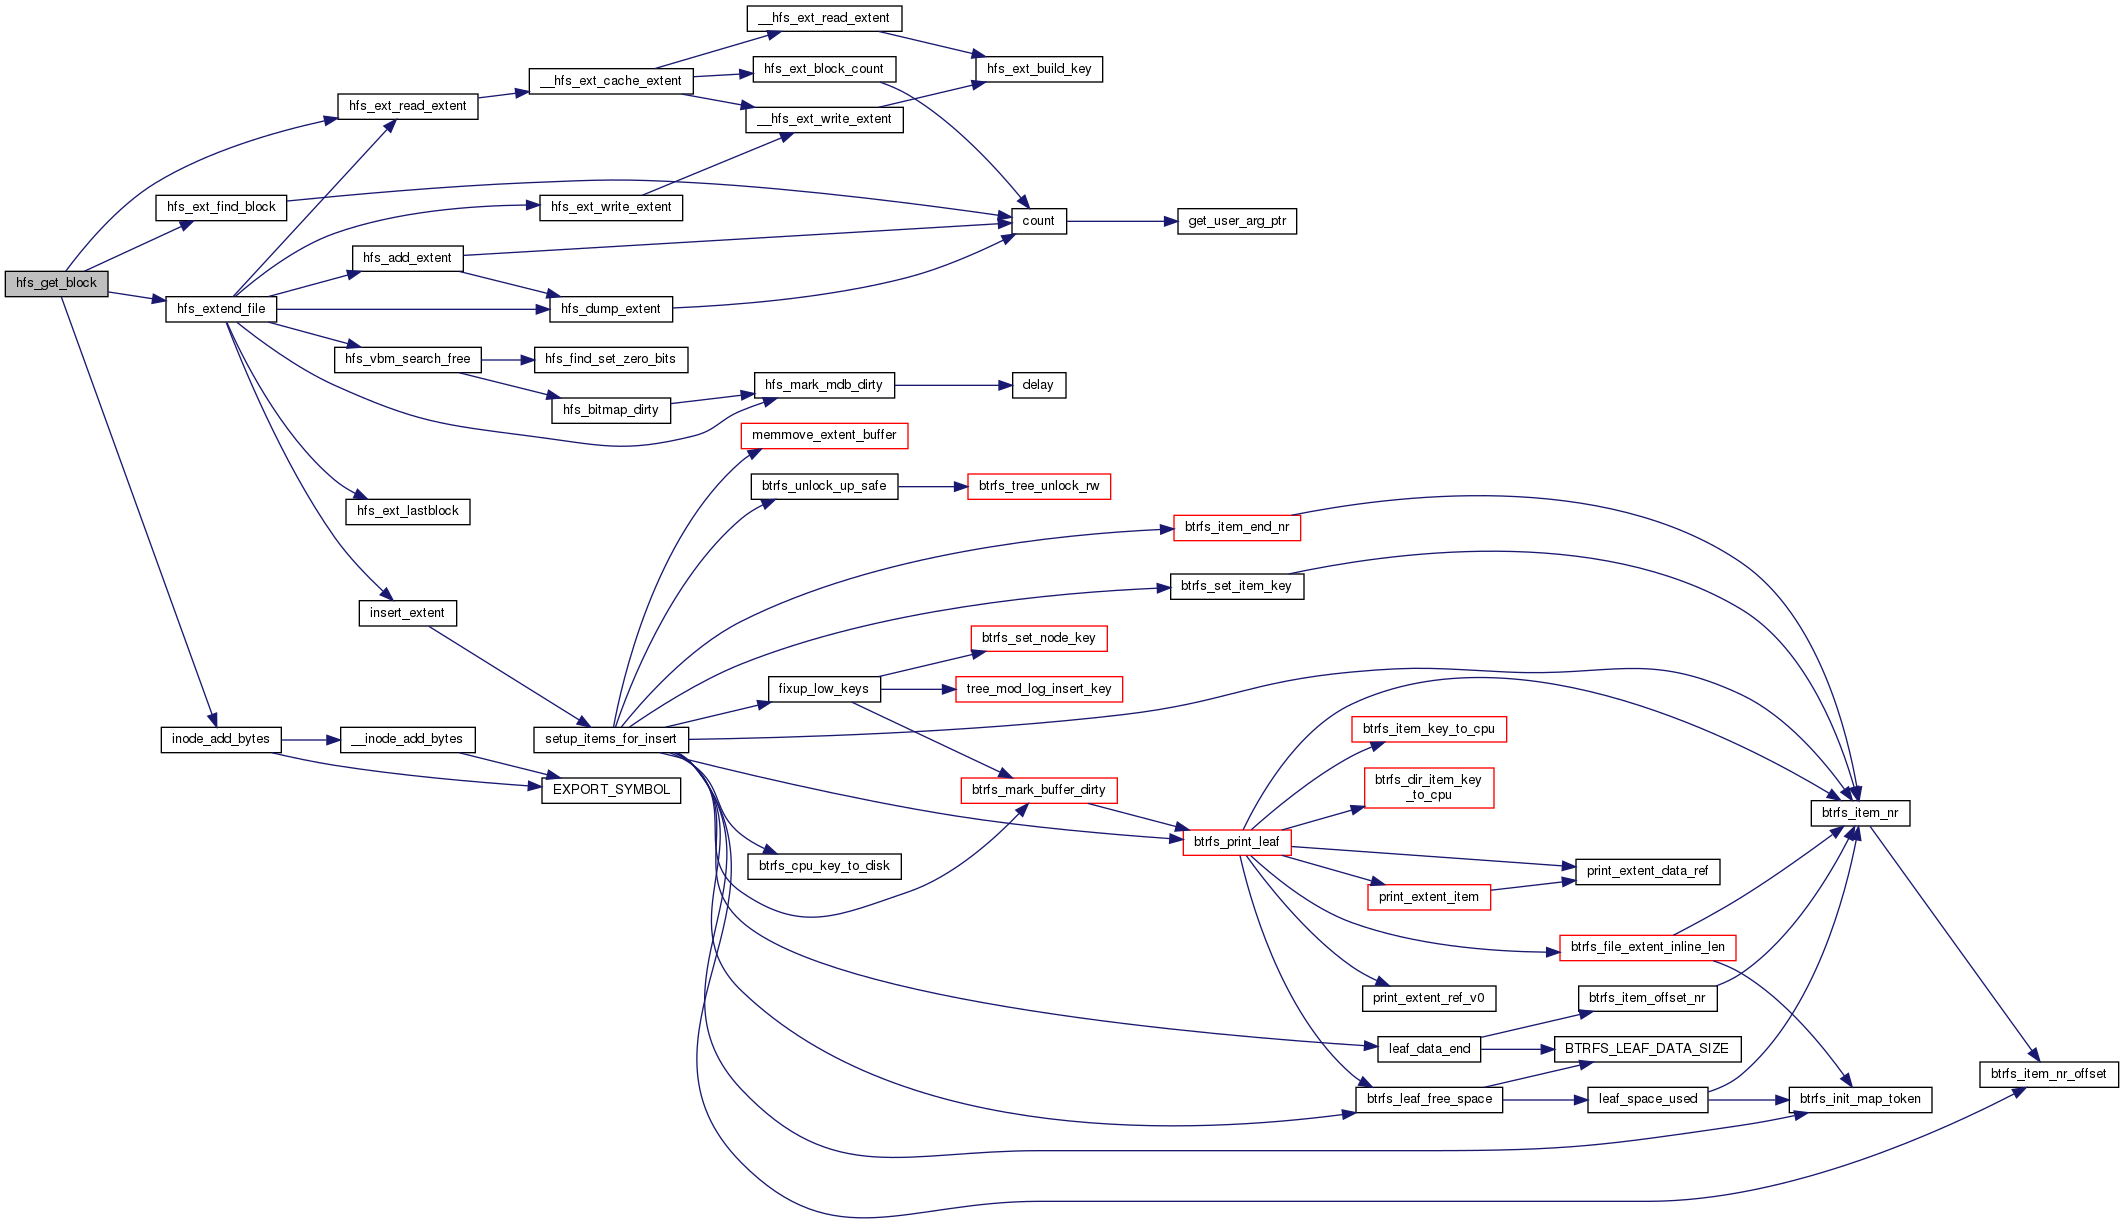 __hfs_ext_read_extent
hfs_ext_block_count
hfs_ext_build_key
__hfs_ext_cache_extent
hfs_ext_read_extent
__hfs_ext_write_extent
hfs_ext_find_block
hfs_ext_write_extent
count
get_user_arg_ptr
hfs_add_extent
hfs_get_block
hfs_extend_file
hfs_dump_extent
hfs_vbm_search_free
hfs_find_set_zero_bits
hfs_mark_mdb_dirty
delay
hfs_bitmap_dirty
memmove_extent_buffer
btrfs_unlock_up_safe
btrfs_tree_unlock_rw
hfs_ext_lastblock
btrfs_item_end_nr
btrfs_set_item_key
insert_extent
btrfs_set_node_key
fixup_low_keys
tree_mod_log_insert_key
btrfs_item_key_to_cpu
inode_add_bytes
__inode_add_bytes
setup_items_for_insert
btrfs_dir_item_key
_to_cpu
EXPORT_SYMBOL
btrfs_mark_buffer_dirty
btrfs_item_nr
btrfs_print_leaf
btrfs_cpu_key_to_disk
print_extent_data_ref
print_extent_item
btrfs_file_extent_inline_len
print_extent_ref_v0
btrfs_item_offset_nr
leaf_data_end
BTRFS_LEAF_DATA_SIZE
btrfs_item_nr_offset
btrfs_leaf_free_space
leaf_space_used
btrfs_init_map_token